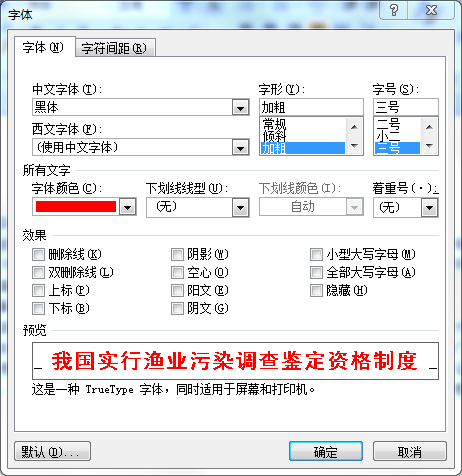 字体
字体(N) 字符间距(R)
中文字体(T): 字形(Y): 字号(S):
黑体 加粗 三号
常规 二号
西文字体(F): 倾斜 小二
(使用中文字体) 加粗 三号
所有文字
字体颜色(C): 下划线线型(U): 下划线颜色(I): 着重号(·):
(无) 自动 (无)
效果
删除线(K) 阴影(W) 小型大写字母(M)
双删除线(L) 空心(O) 全部大写字母(A)
上标(P) 阳文(E) 隐藏(H)
下标(B) 阴文(G)
预览
我国实行渔业污染调查鉴定资格制度
这是一种 TrueType 字体，同时适用于屏幕和打印机。
默认(D)... 确定 取消